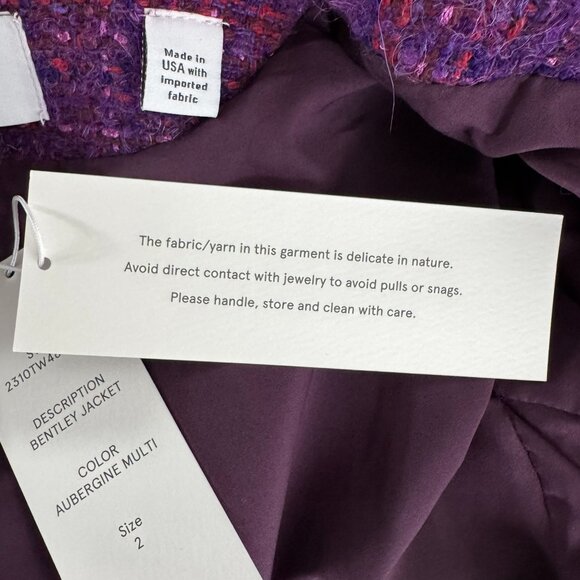 Made in
USA with
imported
fabric
The fabric/yarn in this garment is delicate in nature.
Avoid direct contact with jewelry to avoid pulls or snags.
Please handle, store and clean with care.
DESCRIPTION
BENTLEY JACKET
COLOR
AUBERGINE MULTI
Size
2